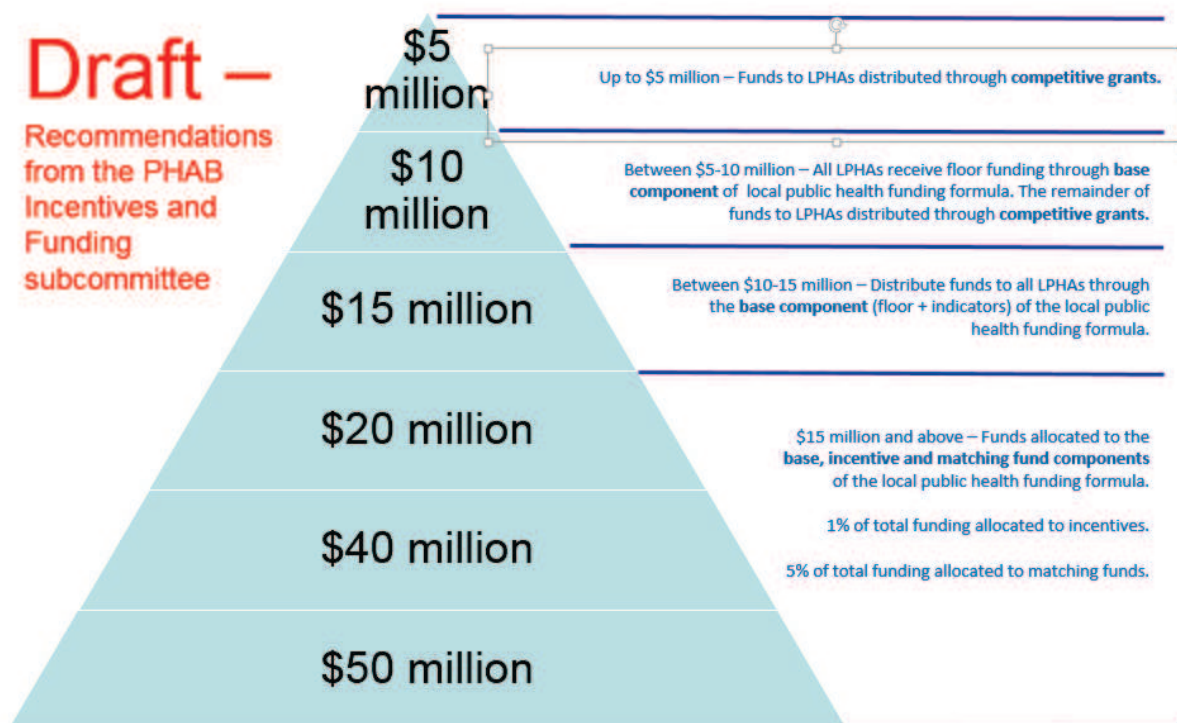 Draft –
Recommendations
from the PHAB
Incentives and
Funding
subcommittee
$5
million
Up to $5 million – Funds to LPHAs distributed through competitive grants.
$10
million
Between $5-10 million – All LPHAs receive floor funding through base
component of local public health funding formula. The remainder of
funds to LPHAs distributed through competitive grants.
$15 million
Between $10-15 million – Distribute funds to all LPHAs through
the base component (floor + indicators) of the local public
health funding formula.
$20 million
$15 million and above – Funds allocated to the
base, incentive and matching fund components
of the local public health funding formula.
1% of total funding allocated to incentives.
5% of total funding allocated to matching funds.
$40 million
$50 million